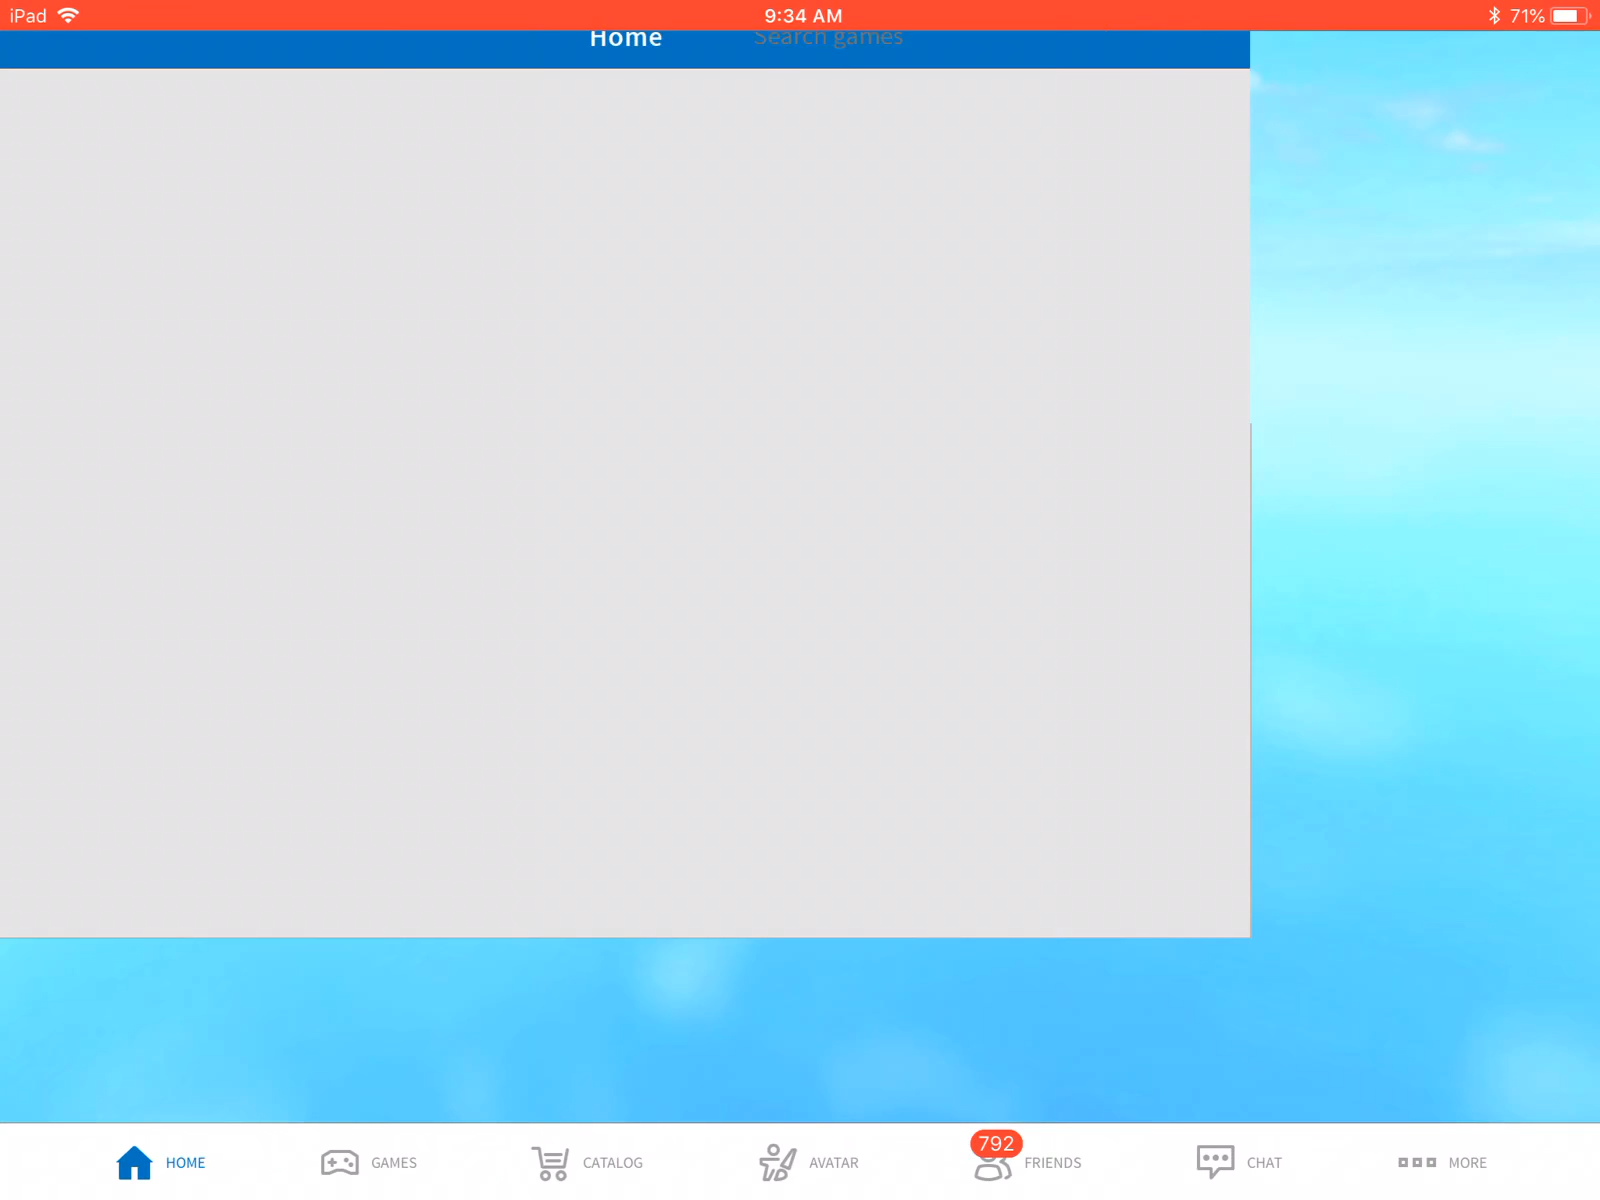 iPad 9:34 AM 71%
Home Search games
792
HOME GAMES CATALOG AVATAR FRIENDS CHAT MORE